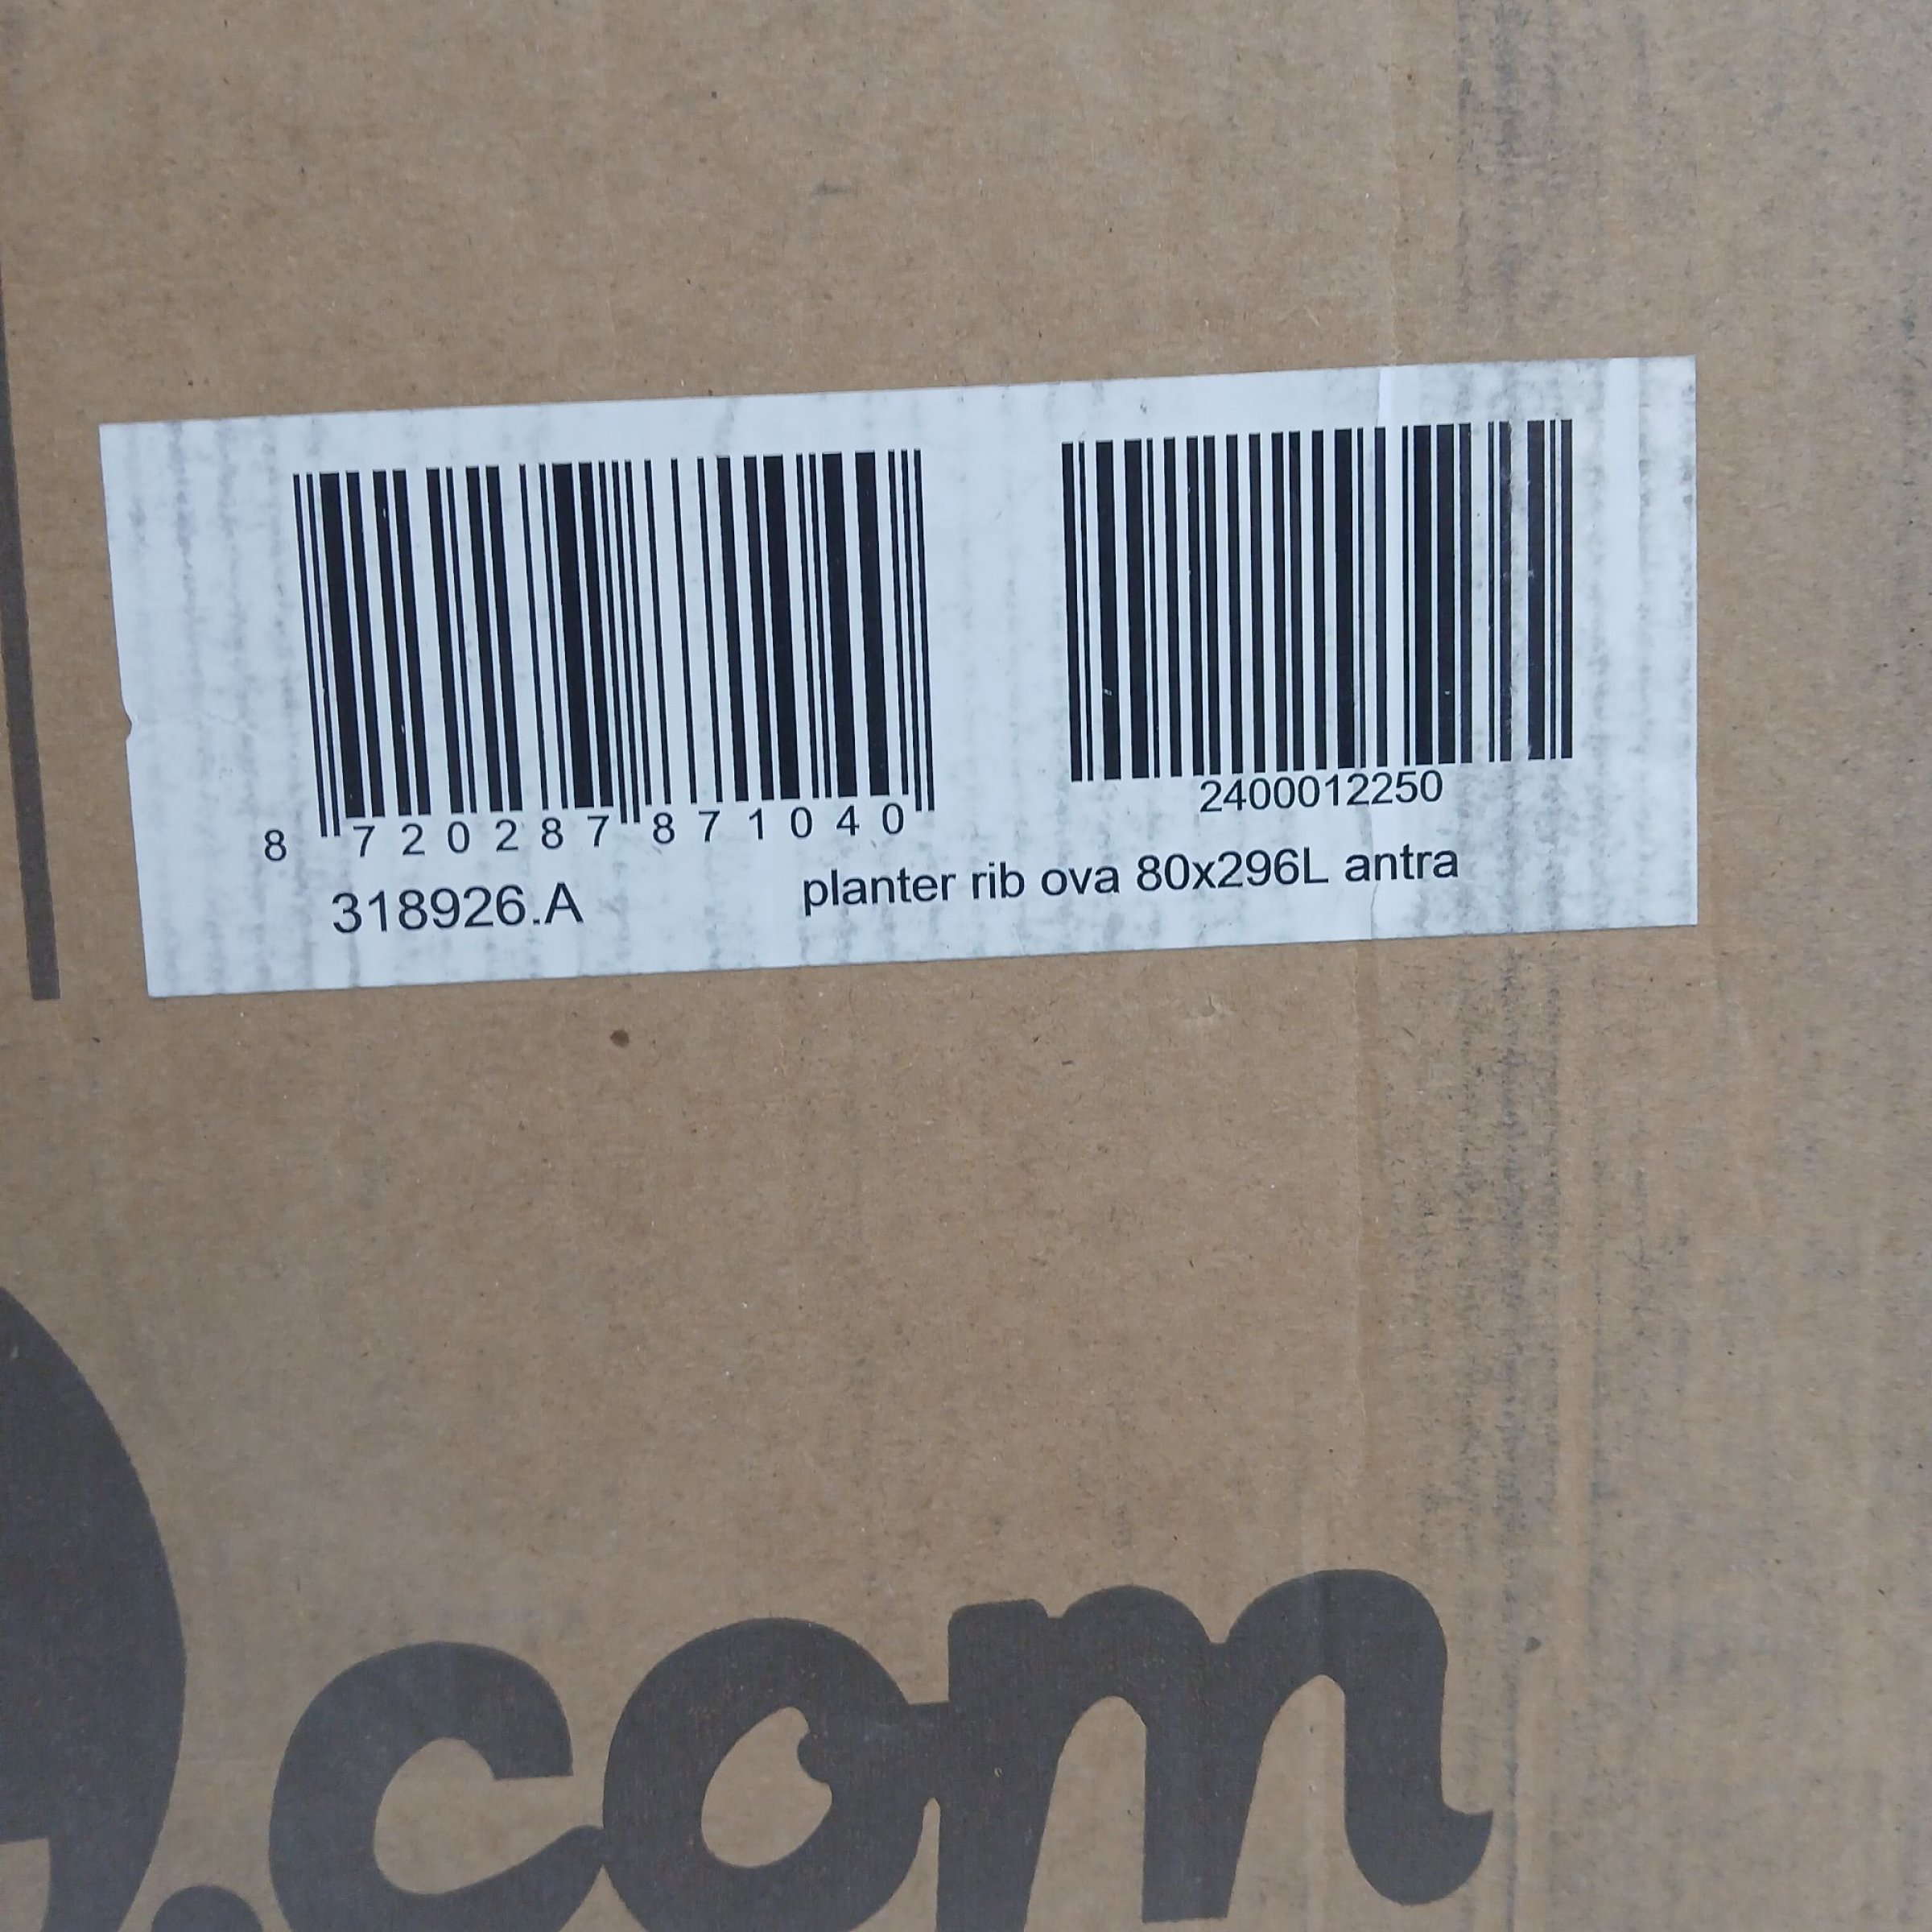 8 720287 871040
2400012250
318926.A
planter rib ova 80x296L antra
.com